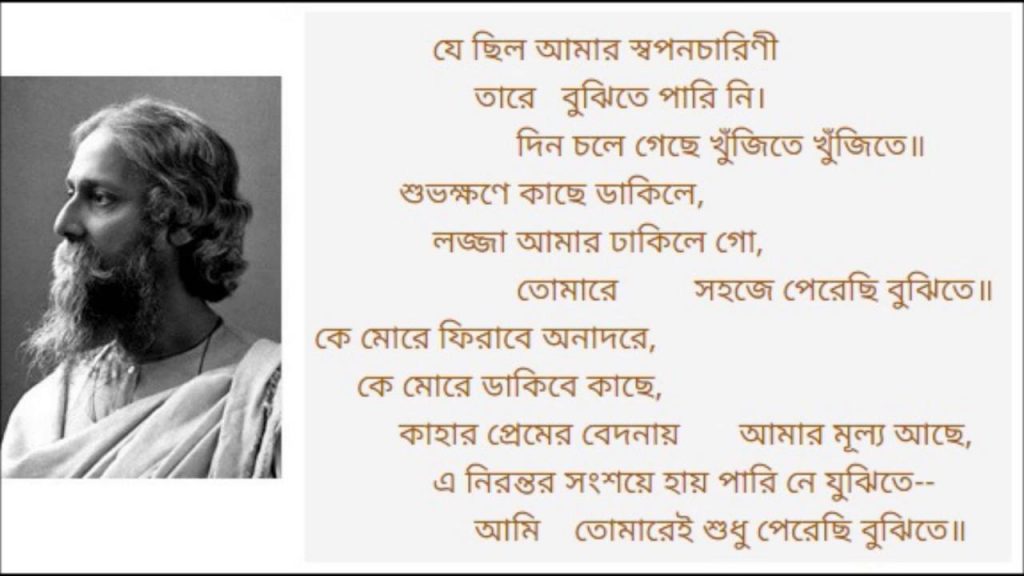 যে ছিল আমার স্বপনচারিণী
তারে বুঝিতে পারি নি।
দিন চলে গেছে খুঁজিতে খুঁজিতে॥
শুভক্ষণে কাছে ডাকিলে,
লজ্জা আমার ঢাকিলে গো,
তোমারে সহজে পেরেছি বুঝিতে॥
কে মোরে ফিরাবে অনাদরে,
কে মোরে ডাকিবে কাছে,
কাহার প্রেমের বেদনায় আমার মূল্য আছে,
এ নিরন্তর সংশয়ে হায় পারি নে যুঝিতে--
আমি তোমারেই শুধু পেরেছি বুঝিতে॥